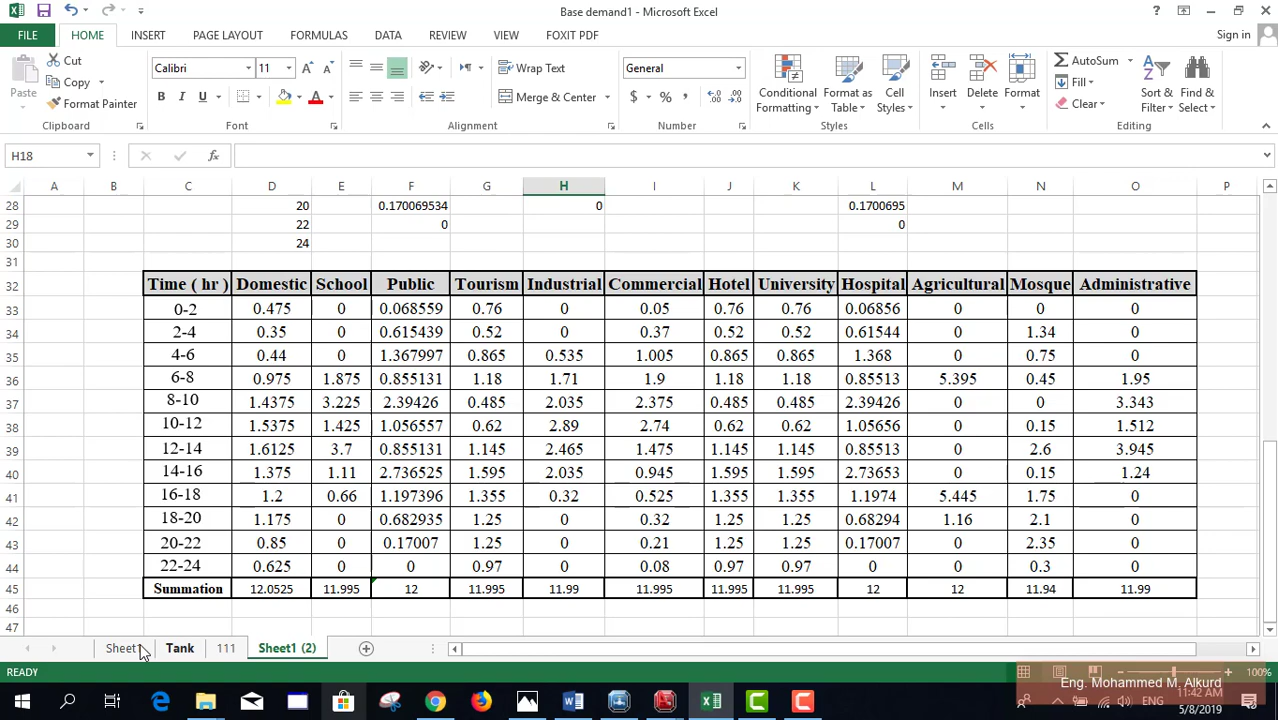 Base demand1 - Microsoft Excel
FILE HOME INSERT PAGE LAYOUT FORMULAS DATA REVIEW VIEW FOXIT PDF Sign in
Cut
Copy
Format Painter
Paste
Clipboard
Calibri 11
B I U
Font
Wrap Text
Merge & Center
Alignment
General
$ % ,
Number
Conditional Formatting
Format as Table
Cell Styles
Styles
Insert Delete Format
Cells
AutoSum
Fill
Clear
Sort & Filter
Find & Select
Editing
H18 fx
A B C D E F G H I J K L M N O P
28 20 0.170069534 0 0.1700695
29 22 0 0
30 24
31
32 Time ( hr ) Domestic School Public Tourism Industrial Commercial Hotel University Hospital Agricultural Mosque Administrative
33 0-2 0.475 0 0.068559 0.76 0 0.05 0.76 0.76 0.06856 0 0 0
34 2-4 0.35 0 0.615439 0.52 0 0.37 0.52 0.52 0.61544 0 1.34 0
35 4-6 0.44 0 1.367997 0.865 0.535 1.005 0.865 0.865 1.368 0 0.75 0
36 6-8 0.975 1.875 0.855131 1.18 1.71 1.9 1.18 1.18 0.85513 5.395 0.45 1.95
37 8-10 1.4375 3.225 2.39426 0.485 2.035 2.375 0.485 0.485 2.39426 0 0 3.343
38 10-12 1.5375 1.425 1.056557 0.62 2.89 2.74 0.62 0.62 1.05656 0 0.15 1.512
39 12-14 1.6125 3.7 0.855131 1.145 2.465 1.475 1.145 1.145 0.85513 0 2.6 3.945
40 14-16 1.375 1.11 2.736525 1.595 2.035 0.945 1.595 1.595 2.73653 0 0.15 1.24
41 16-18 1.2 0.66 1.197396 1.355 0.32 0.525 1.355 1.355 1.1974 5.445 1.75 0
42 18-20 1.175 0 0.682935 1.25 0 0.32 1.25 1.25 0.68294 1.16 2.1 0
43 20-22 0.85 0 0.17007 1.25 0 0.21 1.25 1.25 0.17007 0 2.35 0
44 22-24 0.625 0 0 0.97 0 0.08 0.97 0.97 0 0 0.3 0
45 Summation 12.0525 11.995 12 11.995 11.99 11.995 11.995 11.995 12 12 11.94 11.99
46
47
Sheet1 Tank 111 Sheet1 (2)
READY 100%
Eng. Mohammed M. Alkurd
ENG 11:42 AM
5/8/2019